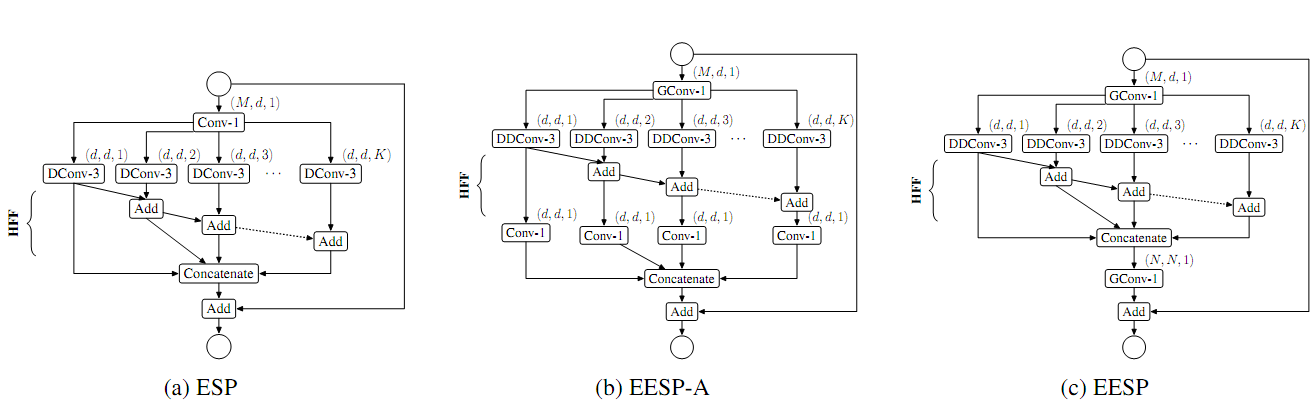 (M, d, 1)
Conv-1
(d, d, 1) (d, d, 2) (d, d, 3) (d, d, K)
DConv-3 DConv-3 DConv-3 ··· DConv-3
HFF
Add
Add
Add
Concatenate
Add
(a) ESP
(M, d, 1)
GConv-1
(d, d, 1) (d, d, 2) (d, d, 3) (d, d, K)
DDConv-3 DDConv-3 DDConv-3 ··· DDConv-3
HFF
Add
Add
Add
(d, d, 1) (d, d, 1) (d, d, 1) (d, d, 1)
Conv-1 Conv-1 Conv-1 Conv-1
Concatenate
Add
(b) EESP-A
(M, d, 1)
GConv-1
(d, d, 1) (d, d, 2) (d, d, 3) (d, d, K)
DDConv-3 DDConv-3 DDConv-3 ··· DDConv-3
HFF
Add
Add
Add
Concatenate
(N, N, 1)
GConv-1
Add
(c) EESP